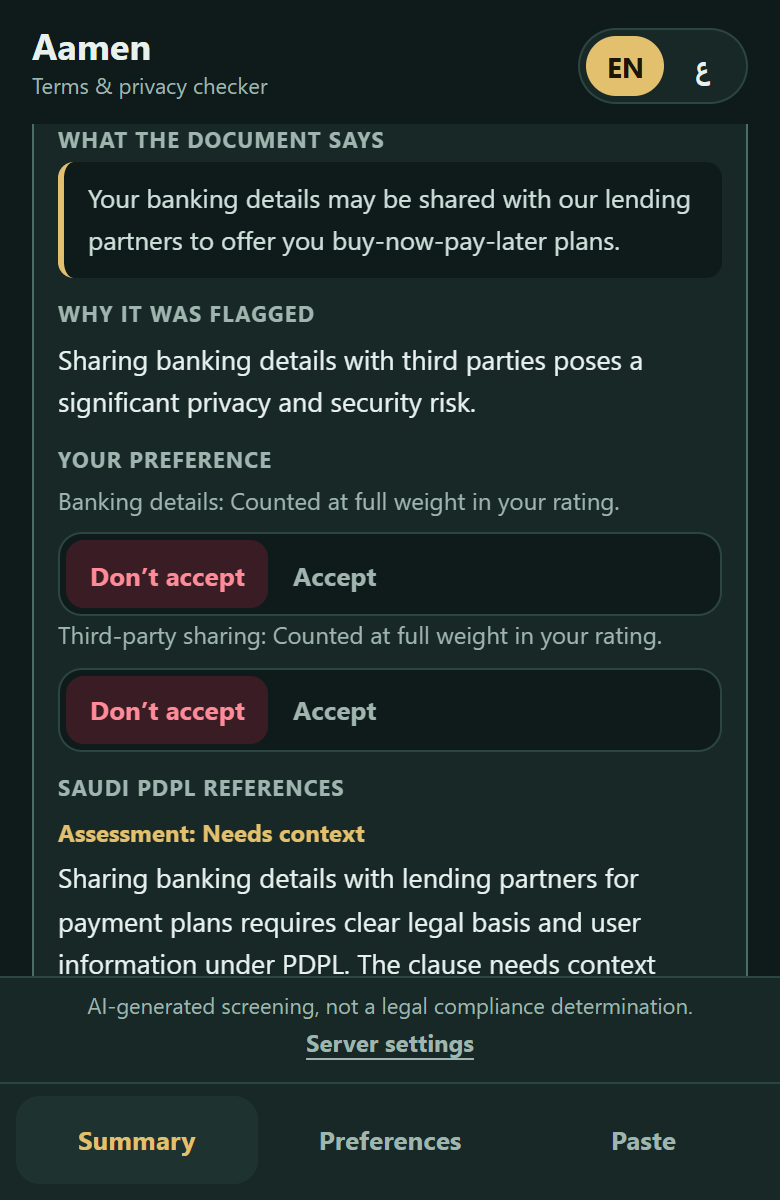 Aamen
Terms & privacy checker
EN
ع
WHAT THE DOCUMENT SAYS
Your banking details may be shared with our lending
partners to offer you buy-now-pay-later plans.
WHY IT WAS FLAGGED
Sharing banking details with third parties poses a
significant privacy and security risk.
YOUR PREFERENCE
Banking details: Counted at full weight in your rating.
Don’t accept
Accept
Third-party sharing: Counted at full weight in your rating.
Don’t accept
Accept
SAUDI PDPL REFERENCES
Assessment: Needs context
Sharing banking details with lending partners for
payment plans requires clear legal basis and user
information under PDPL. The clause needs context
AI-generated screening, not a legal compliance determination.
Server settings
Summary
Preferences
Paste